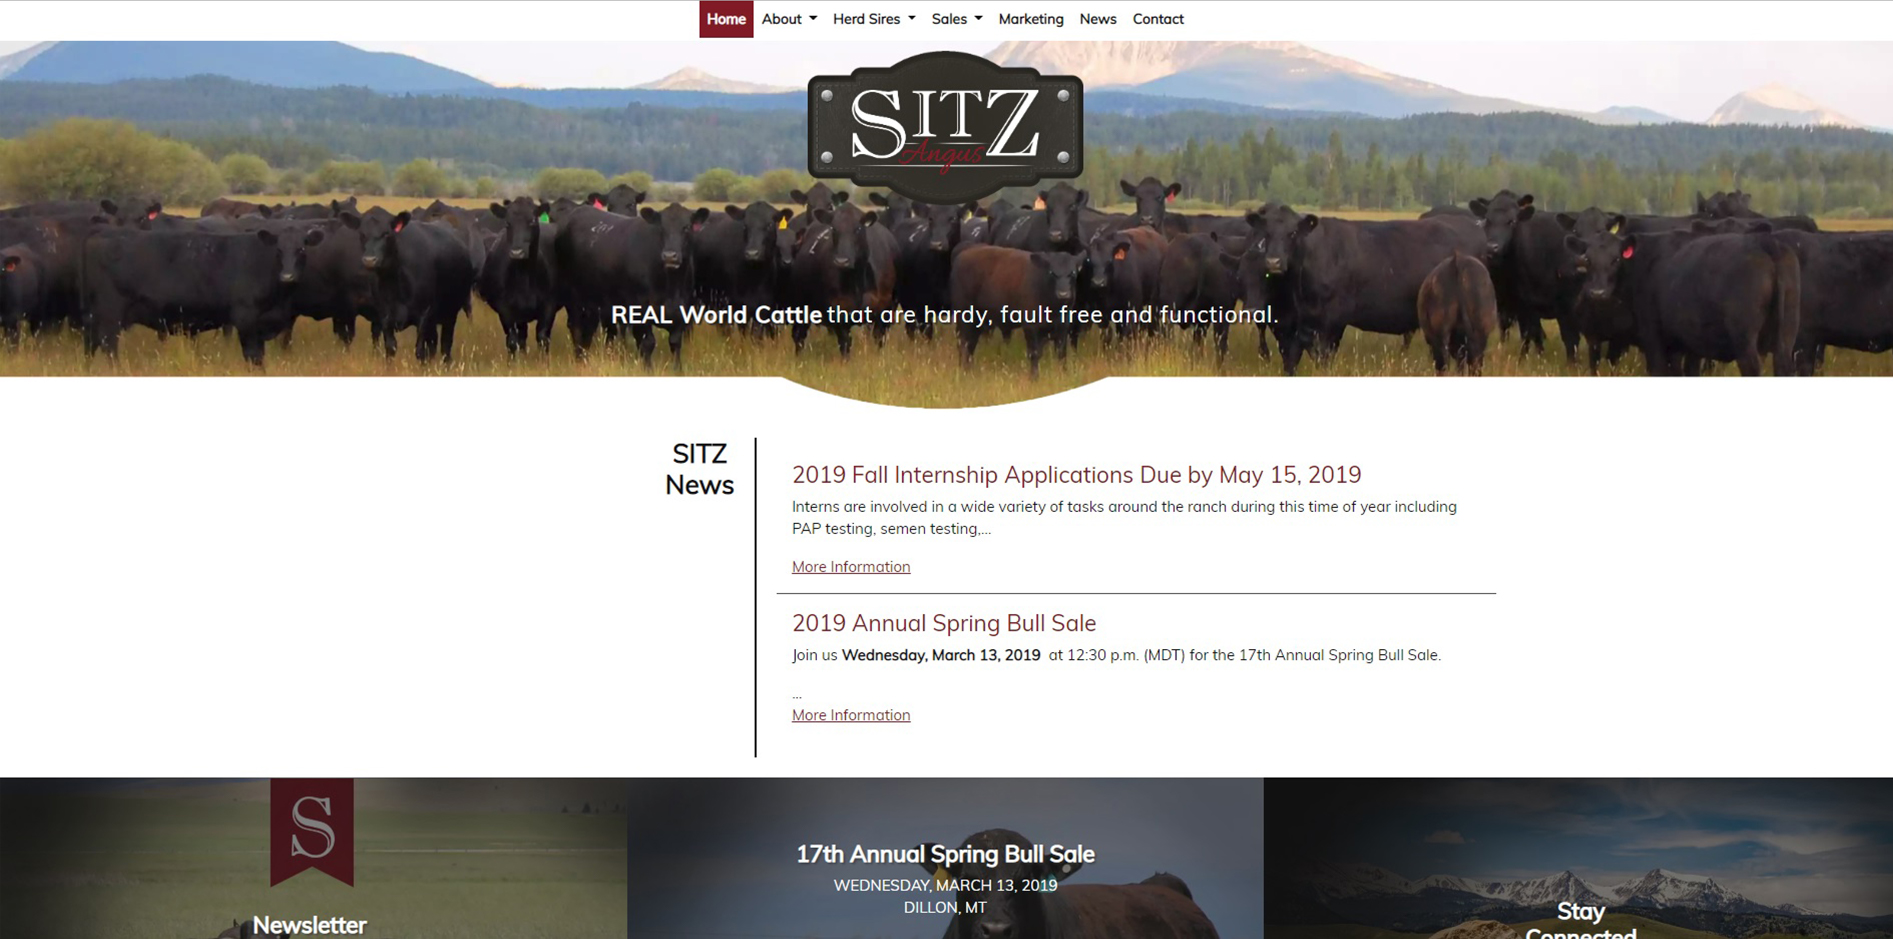 Home About Herd Sires Sales Marketing News Contact
SITZ
Angus
REAL World Cattle that are hardy, fault free and functional.
SITZ
News
2019 Fall Internship Applications Due by May 15, 2019
Interns are involved in a wide variety of tasks around the ranch during this time of year including
PAP testing, semen testing,...
More Information
2019 Annual Spring Bull Sale
Join us Wednesday, March 13, 2019 at 12:30 p.m. (MDT) for the 17th Annual Spring Bull Sale.
...
More Information
S
Newsletter
17th Annual Spring Bull Sale
WEDNESDAY, MARCH 13, 2019
DILLON, MT
Stay
Connected